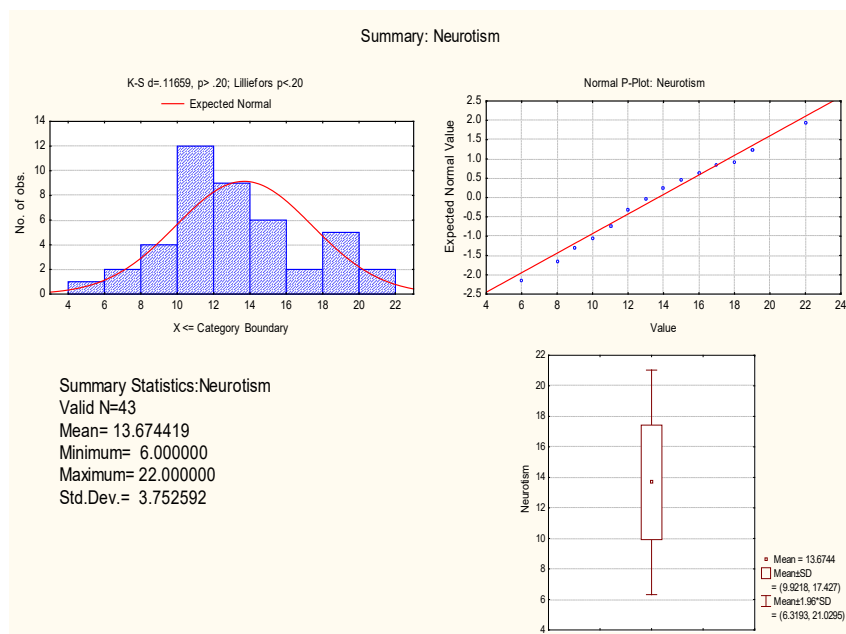 Summary: Neurotism
K-S d=.11659, p> .20; Lilliefors p<.20
Expected Normal
14
12
10
8
6
4
2
0
No. of obs.
4 6 8 10 12 14 16 18 20 22
X <= Category Boundary
Normal P-Plot: Neurotism
2.5
2.0
1.5
1.0
0.5
0.0
-0.5
-1.0
-1.5
-2.0
-2.5
Expected Normal Value
4 6 8 10 12 14 16 18 20 22 24
Value
Summary Statistics:Neurotism
Valid N=43
Mean= 13.674419
Minimum= 6.000000
Maximum= 22.000000
Std.Dev.= 3.752592
22
20
18
16
14
12
10
8
6
4
Neurotism
Mean = 13.6744
Mean±SD
= (9.9218, 17.427)
Mean±1.96*SD
= (6.3193, 21.0295)